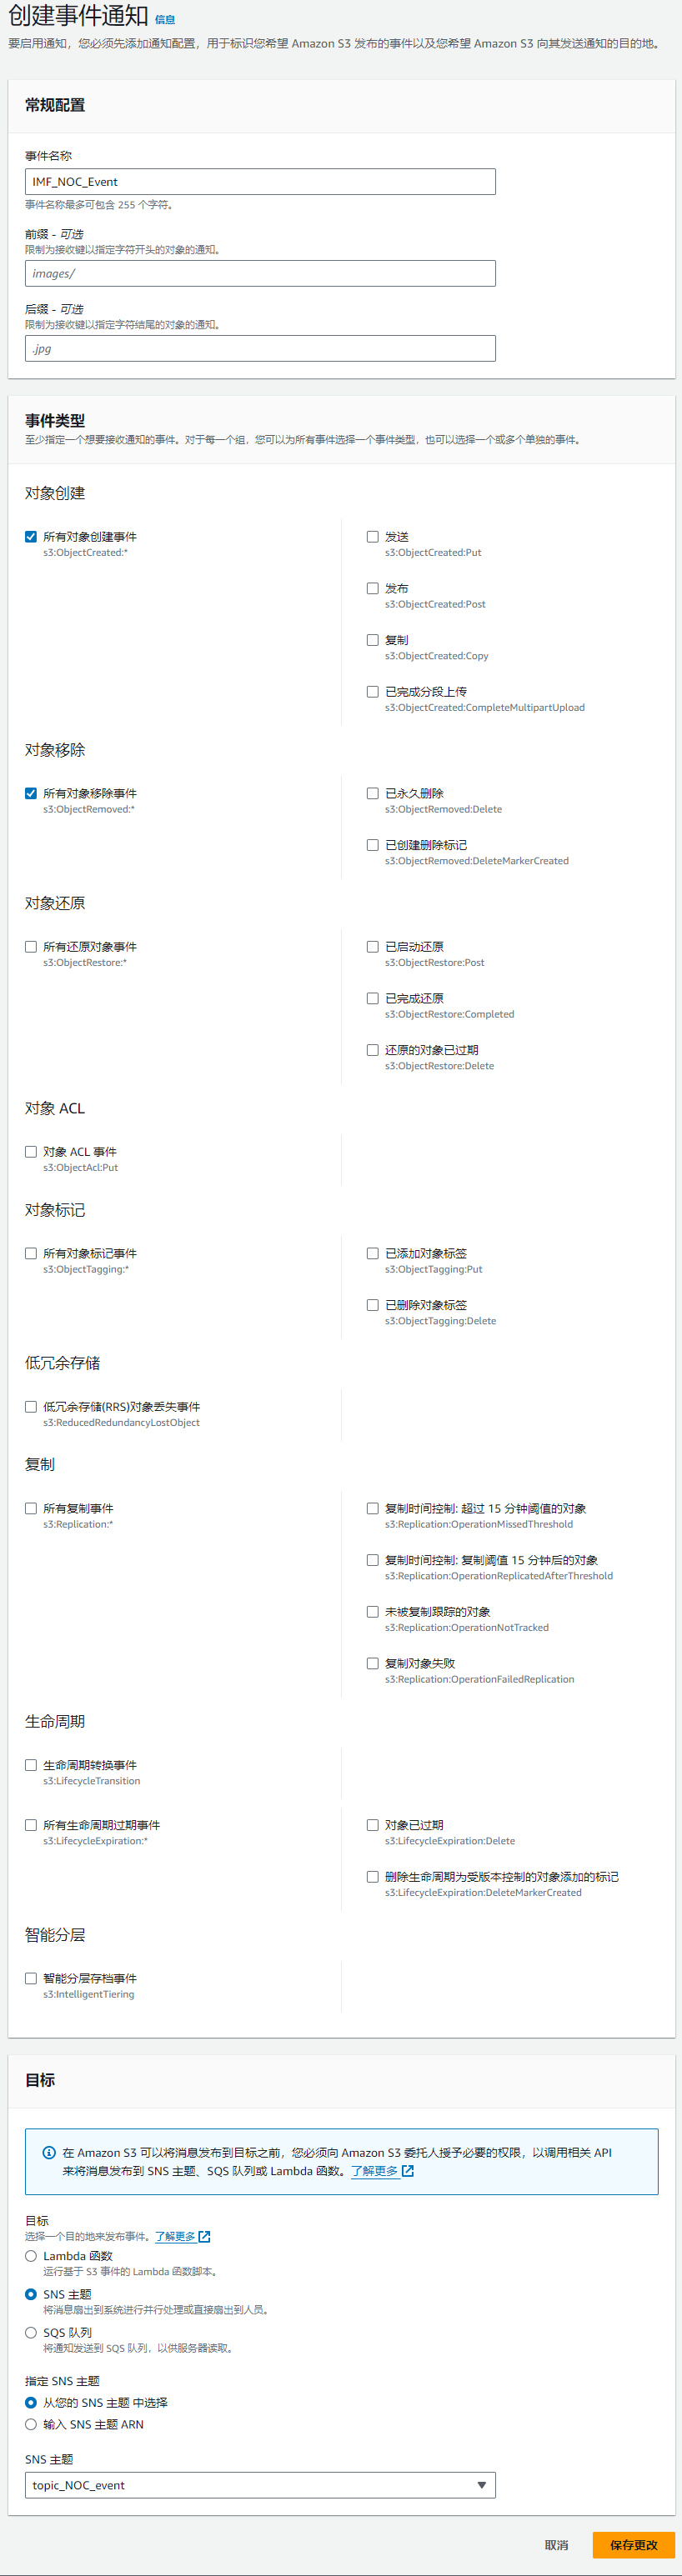 创建事件通知 信息
要启用通知，您必须先添加通知配置，用于标识您希望 Amazon S3 发布的事件以及您希望 Amazon S3 向其发送通知的目的地。
常规配置
事件名称
IMF_NOC_Event
事件名称最多可包含 255 个字符。
前缀 - 可选
限制为接收键以指定字符开头的对象的通知。
images/
后缀 - 可选
限制为接收键以指定字符结尾的对象的通知。
.jpg
事件类型
至少指定一个想要接收通知的事件。对于每一个组，您可以为所有事件选择一个事件类型，也可以选择一个或多个单独的事件。
对象创建
所有对象创建事件
s3:ObjectCreated:*
发送
s3:ObjectCreated:Put
发布
s3:ObjectCreated:Post
复制
s3:ObjectCreated:Copy
已完成分段上传
s3:ObjectCreated:CompleteMultipartUpload
对象移除
所有对象移除事件
s3:ObjectRemoved:*
已永久删除
s3:ObjectRemoved:Delete
已创建删除标记
s3:ObjectRemoved:DeleteMarkerCreated
对象还原
所有还原对象事件
s3:ObjectRestore:*
已启动还原
s3:ObjectRestore:Post
已完成还原
s3:ObjectRestore:Completed
还原的对象已过期
s3:ObjectRestore:Delete
对象 ACL
对象 ACL 事件
s3:ObjectAcl:Put
对象标记
所有对象标记事件
s3:ObjectTagging:*
已添加对象标签
s3:ObjectTagging:Put
已删除对象标签
s3:ObjectTagging:Delete
低冗余存储
低冗余存储(RRS)对象丢失事件
s3:ReducedRedundancyLostObject
复制
所有复制事件
s3:Replication:*
复制时间控制: 超过 15 分钟阈值的对象
s3:Replication:OperationMissedThreshold
复制时间控制: 复制阈值 15 分钟后的对象
s3:Replication:OperationReplicatedAfterThreshold
未被复制跟踪的对象
s3:Replication:OperationNotTracked
复制对象失败
s3:Replication:OperationFailedReplication
生命周期
生命周期转换事件
s3:LifecycleTransition
所有生命周期过期事件
s3:LifecycleExpiration:*
对象已过期
s3:LifecycleExpiration:Delete
删除生命周期为受版本控制的对象添加的标记
s3:LifecycleExpiration:DeleteMarkerCreated
智能分层
智能分层存档事件
s3:IntelligentTiering
目标
在 Amazon S3 可以将消息发布到目标之前，您必须向 Amazon S3 委托人授予必要的权限，以调用相关 API
来将消息发布到 SNS 主题、SQS 队列或 Lambda 函数。了解更多
目标
选择一个目的地来发布事件。了解更多
Lambda 函数
运行基于 S3 事件的 Lambda 函数脚本。
SNS 主题
将消息扇出到系统进行并行处理或直接扇出到人员。
SQS 队列
将通知发送到 SQS 队列，以供服务器读取。
指定 SNS 主题
从您的 SNS 主题 中选择
输入 SNS 主题 ARN
SNS 主题
topic_NOC_event
取消 保存更改